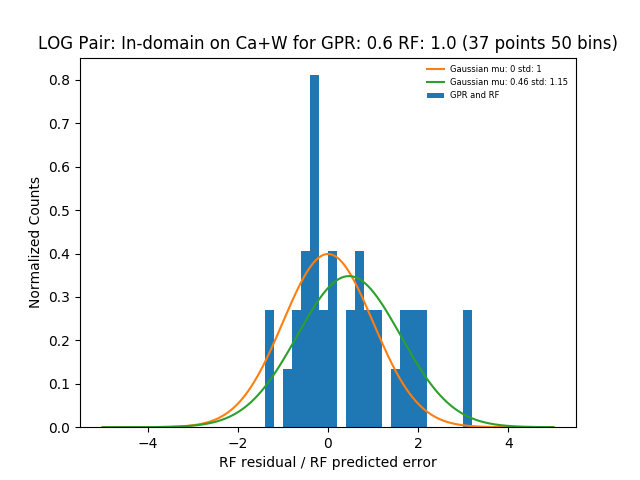 LOG Pair: In-domain on Ca+W for GPR: 0.6 RF: 1.0 (37 points 50 bins)
Gaussian mu: 0 std: 1
Gaussian mu: 0.46 std: 1.15
GPR and RF
Normalized Counts
0.8
0.7
0.6
0.5
0.4
0.3
0.2
0.1
0.0
−4 −2 0 2 4
RF residual / RF predicted error